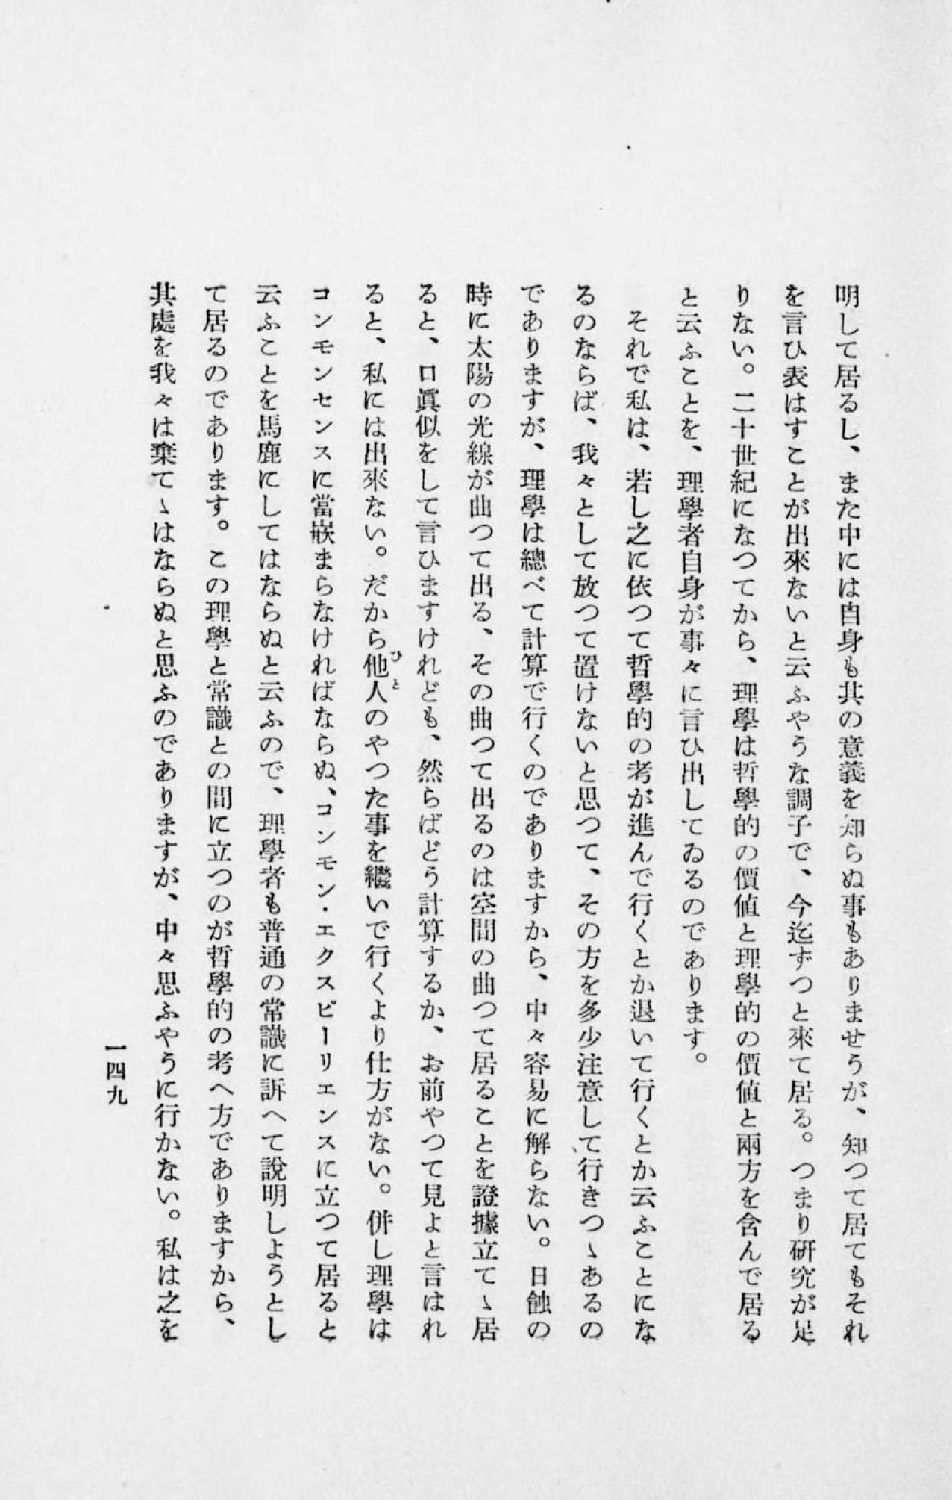 明して居るし、また中には自身も其の意義を知らぬ事もありませうが、知つて居てもそれ
を言ひ表はすことが出來ないと云ふやうな調子で、今迄ずつと來て居る。つまり研究が足
りない。二十世紀になつてから、理學は哲學的の價値と理學的の價値と兩方を含んで居る
と云ふことを、理學者自身が事々に言ひ出してゐるのであります。
それで私は、若し之に依つて哲學的の考が進んで行くとか退いて行くとか云ふことにな
るのならば、我々として放つて置けないと思つて、その方を多少注意して行きつゝあるの
でありますが、理學は總べて計算で行くのでありますから、中々容易に解らない。日蝕の
時に太陽の光線が曲つて出る、その曲つて出るのは空間の曲つて居ることを證據立てゝ居
ると、口眞似をして言ひますけれども、然らばどう計算するか、お前やつて見よと言はれ
ると、私には出來ない。だから他人のやつた事を繼いで行くより仕方がない。併し理學は
ひと
コンモンセンスに當嵌まらなければならぬ、コンモン・エクスピーリエンスに立つて居ると
云ふことを馬鹿にしてはならぬと云ふので、理學者も普通の常識に訴へて說明しようとし
て居るのであります。この理學と常識との間に立つのが哲學的の考へ方でありますから、
其處を我々は棄てゝはならぬと思ふのでありますが、中々思ふやうに行かない。私は之を
一四九